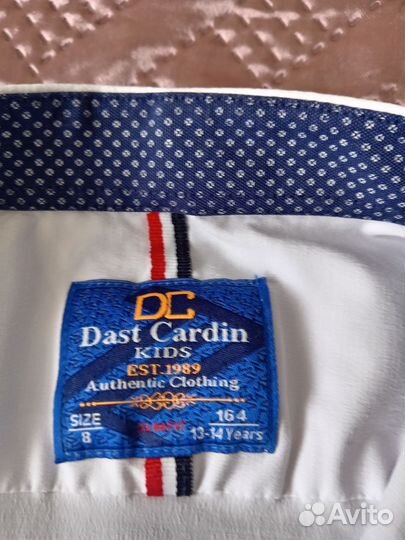 DC
Dast Cardin
KIDS
EST.1989
Authentic Clothing
SIZE 164
8 13-14 Years
Avito